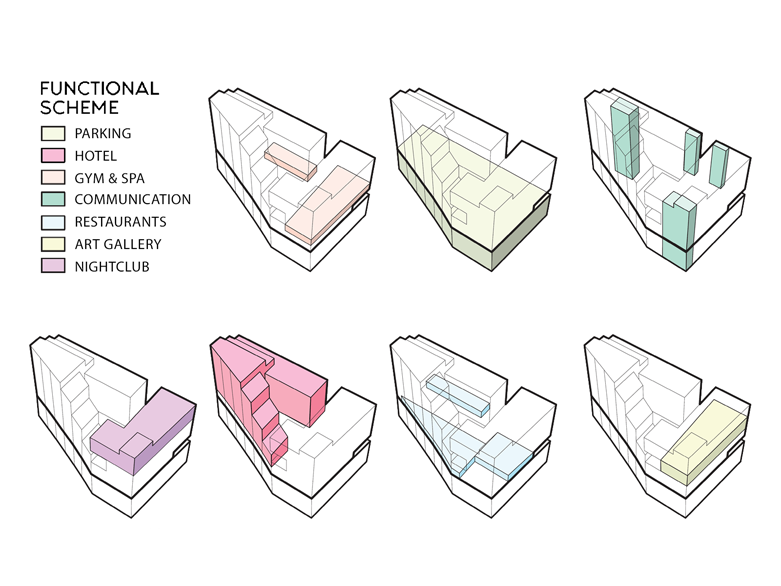 FUNCTIONAL
SCHEME
PARKING
HOTEL
GYM & SPA
COMMUNICATION
RESTAURANTS
ART GALLERY
NIGHTCLUB